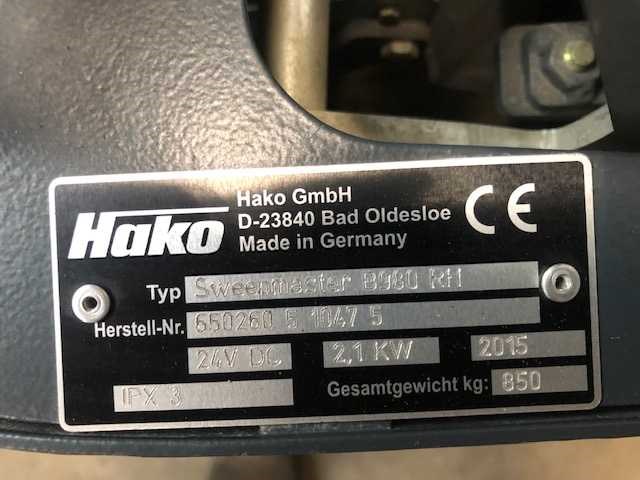 Hako
Hako GmbH
D-23840 Bad Oldesloe
Made in Germany
CE
Typ Sweepmaster B980 RH
Herstell-Nr. 650260 5 1047 5
24V DC 2,1 KW 2015
IPX 3 Gesamtgewicht kg: 850